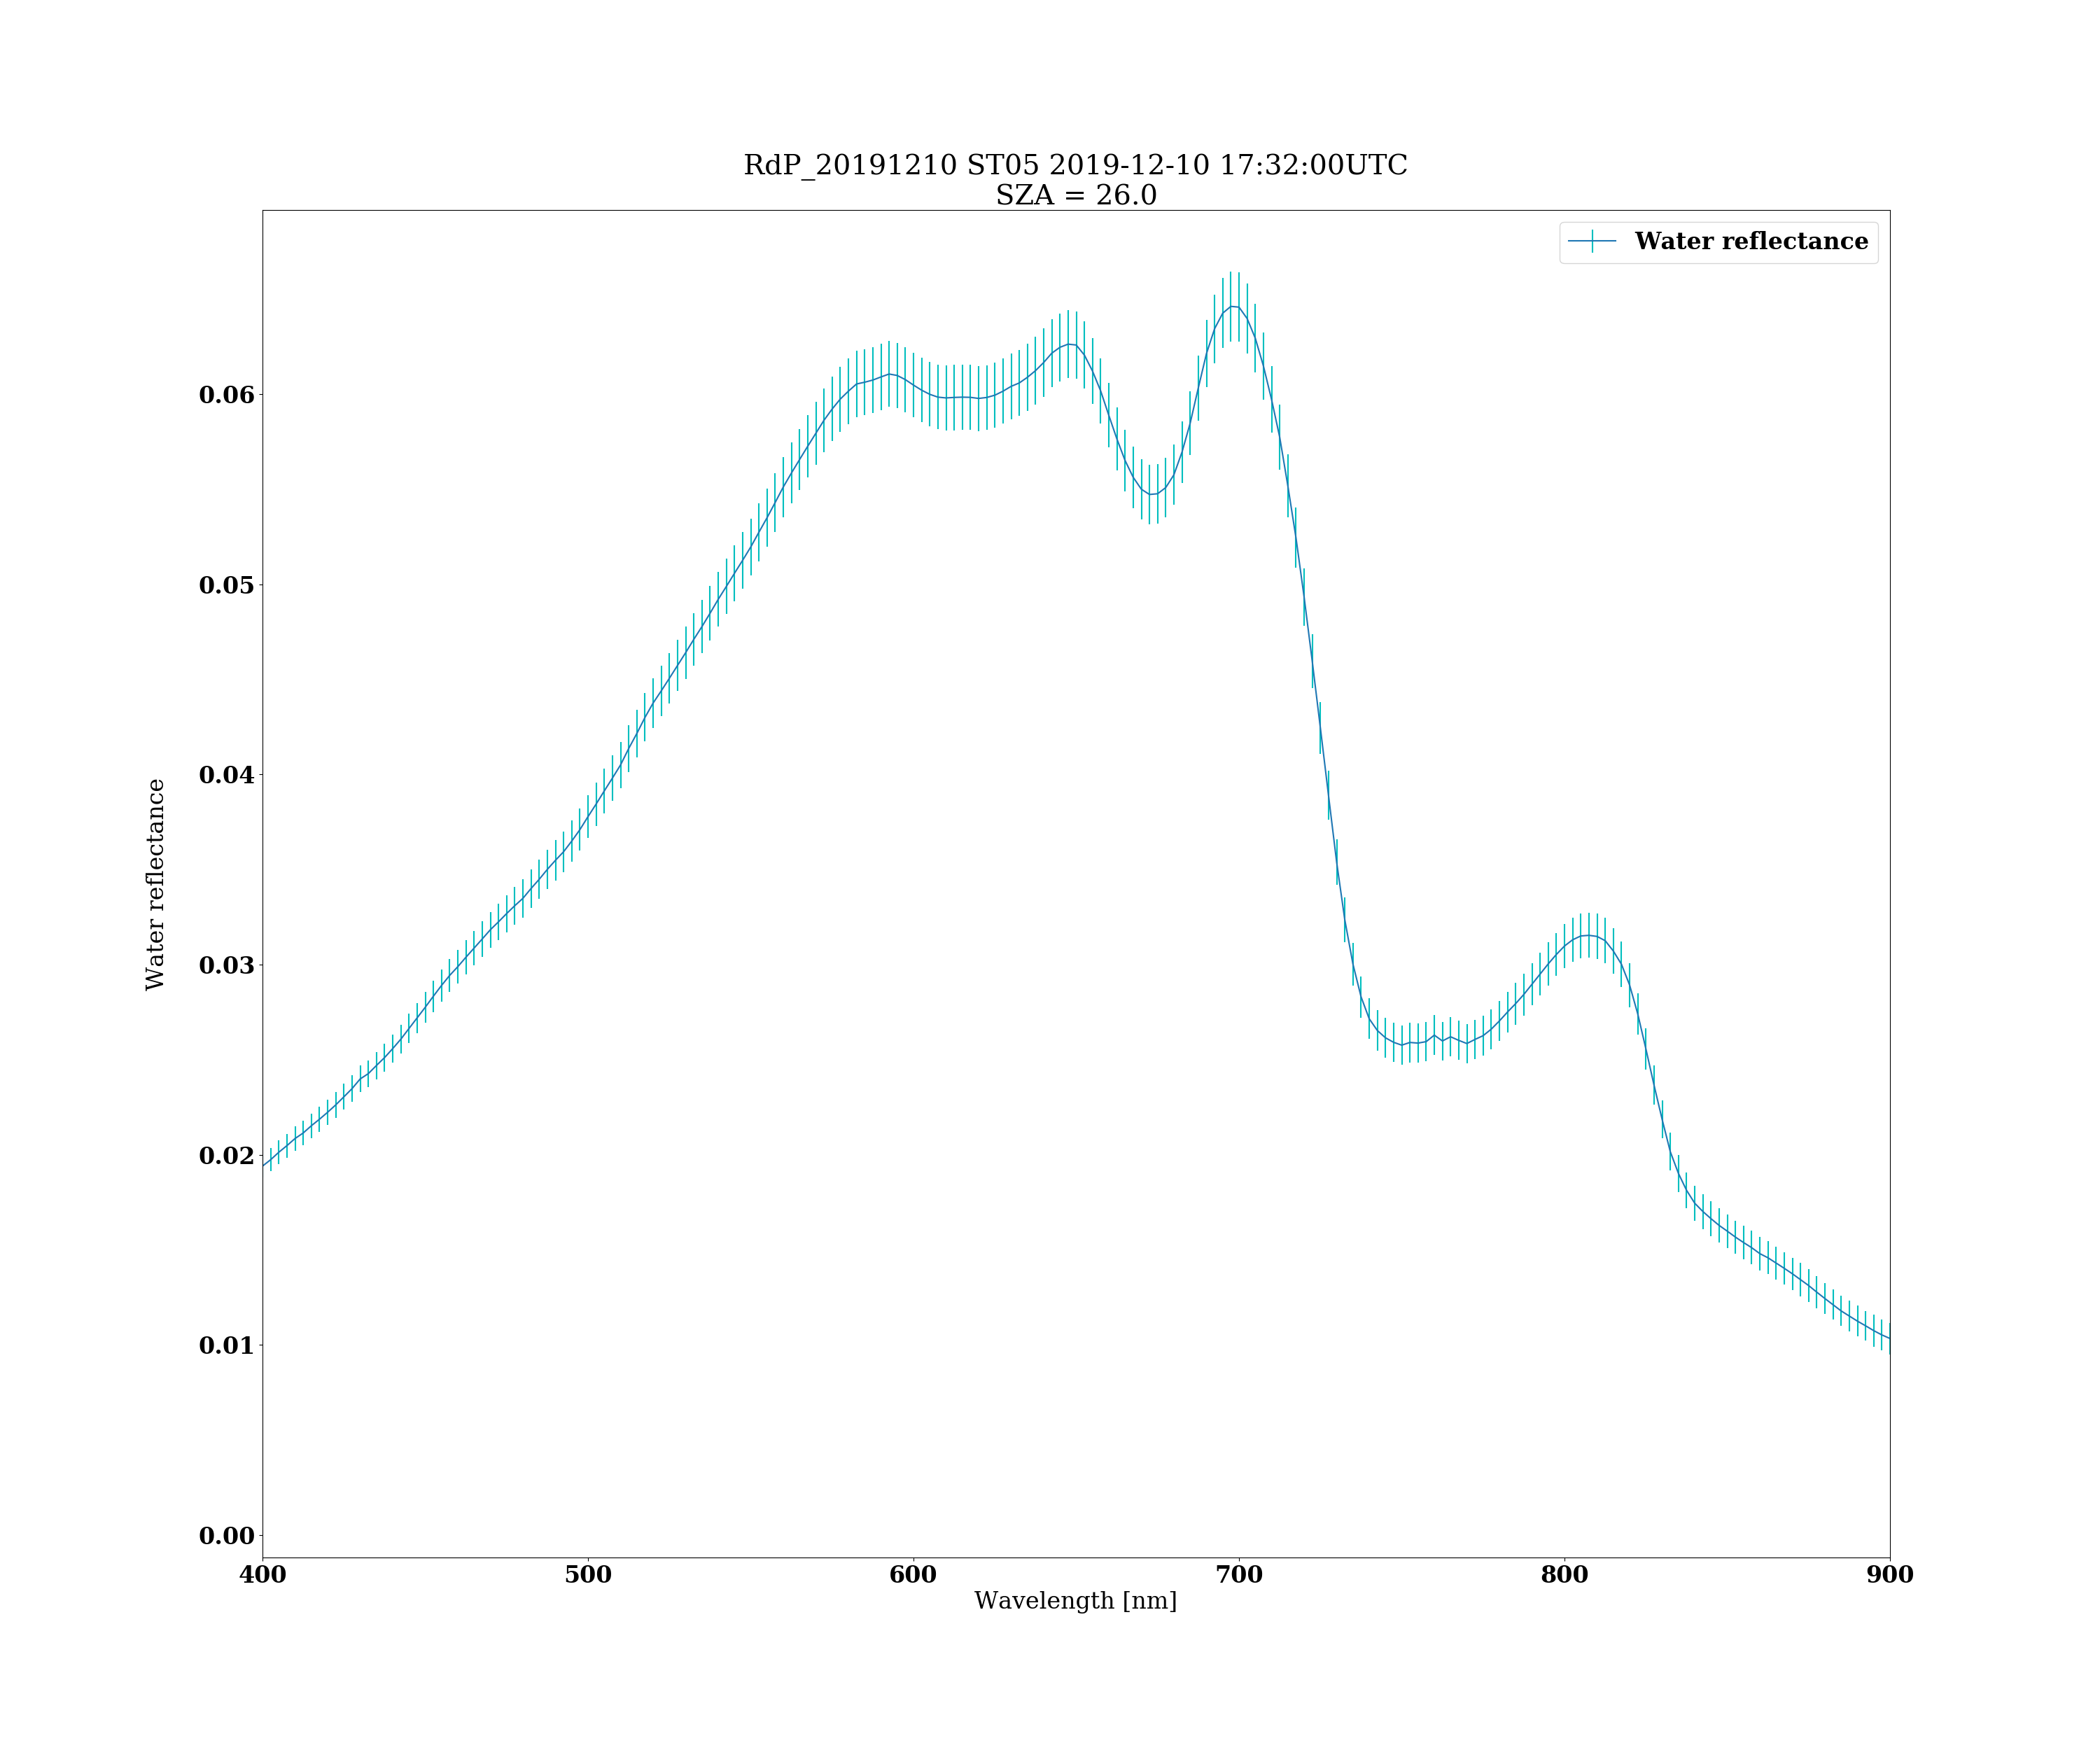 RdP_20191210 ST05 2019-12-10 17:32:00UTC
SZA = 26.0
Water reflectance
Water reflectance
0.06
0.05
0.04
0.03
0.02
0.01
0.00
400 500 600 700 800 900
Wavelength [nm]